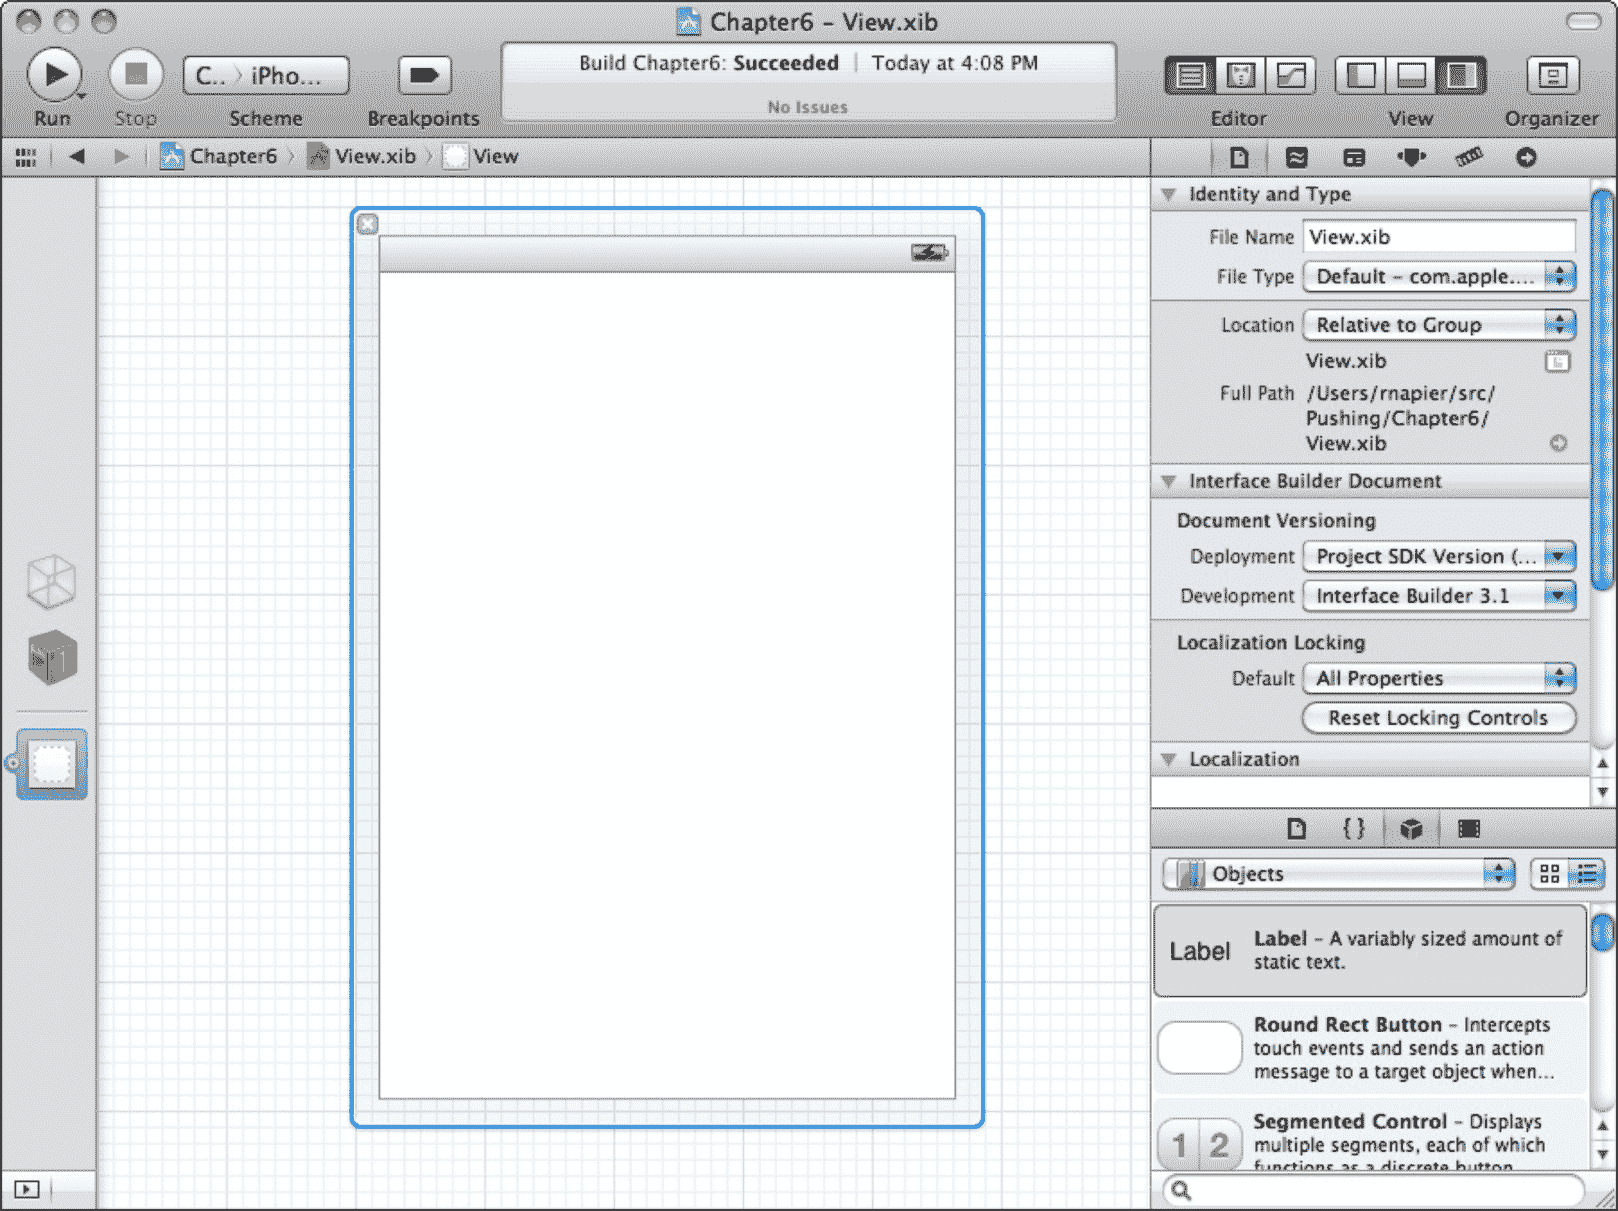 Chapter6 – View.xib
Run
Stop
C.. iPho...
Scheme
Breakpoints
Build Chapter6: Succeeded | Today at 4:08 PM
No Issues
Editor
View
Organizer
Chapter6 View.xib View
Identity and Type
File Name View.xib
File Type Default – com.apple....
Location Relative to Group
View.xib
Full Path /Users/rnapier/src/
Pushing/Chapter6/
View.xib
Interface Builder Document
Document Versioning
Deployment Project SDK Version (...
Development Interface Builder 3.1
Localization Locking
Default All Properties
Reset Locking Controls
Localization
{ }
Objects
Label
Label – A variably sized amount of
static text.
Round Rect Button – Intercepts
touch events and sends an action
message to a target object when...
1 2
Segmented Control – Displays
multiple segments, each of which
functions as a discrete button